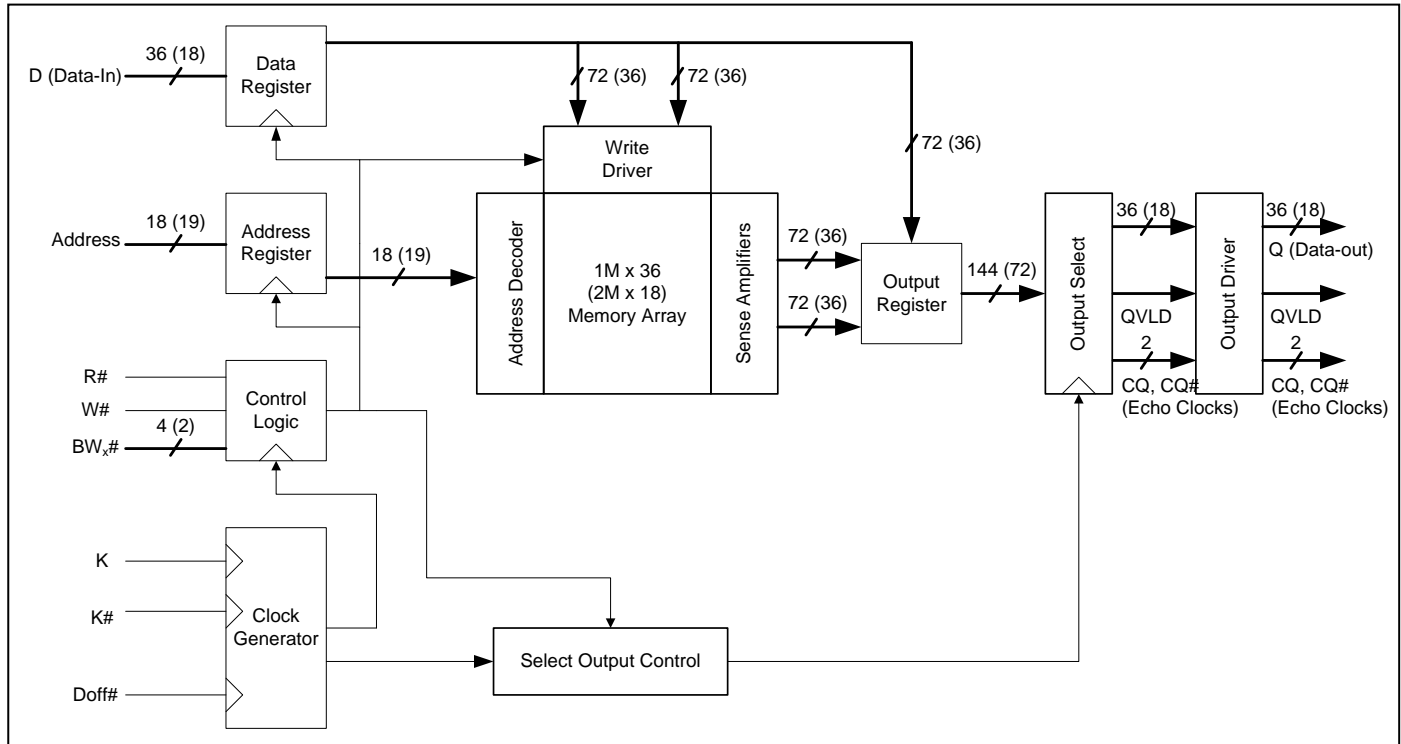 36 (18)
D (Data-In)
Data
Register
72 (36)
72 (36)
72 (36)
Write
Driver
18 (19)
Address
Address
Register
18 (19)
Address Decoder
1M x 36
(2M x 18)
Memory Array
Sense Amplifiers
72 (36)
72 (36)
Output
Register
144 (72)
Output Select
36 (18)
QVLD
2
CQ, CQ#
(Echo Clocks)
Output Driver
36 (18)
Q (Data-out)
QVLD
2
CQ, CQ#
(Echo Clocks)
R#
W#
4 (2)
BWx#
Control
Logic
K
K#
Doff#
Clock
Generator
Select Output Control